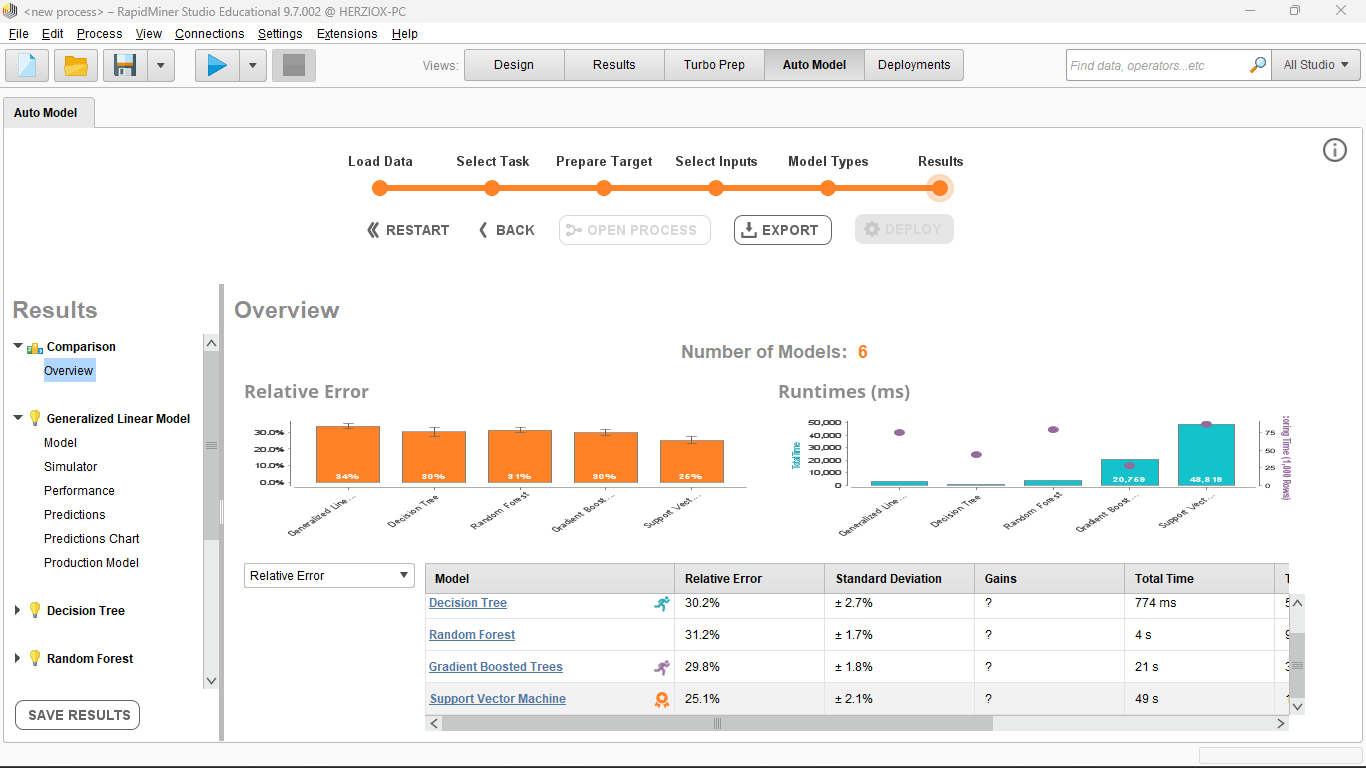 <new process> – RapidMiner Studio Educational 9.7.002 @ HERZIOX-PC
File Edit Process View Connections Settings Extensions Help
Views: Design Results Turbo Prep Auto Model Deployments Find data, operators...etc All Studio
Auto Model
Load Data Select Task Prepare Target Select Inputs Model Types Results
RESTART BACK OPEN PROCESS EXPORT DEPLOY
Results
Comparison
Overview
Generalized Linear Model
Model
Simulator
Performance
Predictions
Predictions Chart
Production Model
Decision Tree
Random Forest
SAVE RESULTS
Overview
Number of Models: 6
Relative Error
30.0%
20.0%
10.0%
0.0%
34% 30% 31% 30% 25%
Generalized Line... Decision Tree Random Forest Gradient Boost... Support Vect...
Runtimes (ms)
Total Time
50,000
40,000
30,000
20,000
10,000
0
20,759 48,819
75
50
25
0
oring Time (1,000 Rows)
Generalized Line... Decision Tree Random Forest Gradient Boost... Support Vect...
Relative Error
Model Relative Error Standard Deviation Gains Total Time
Decision Tree 30.2% ± 2.7% ? 774 ms
Random Forest 31.2% ± 1.7% ? 4 s
Gradient Boosted Trees 29.8% ± 1.8% ? 21 s
Support Vector Machine 25.1% ± 2.1% ? 49 s